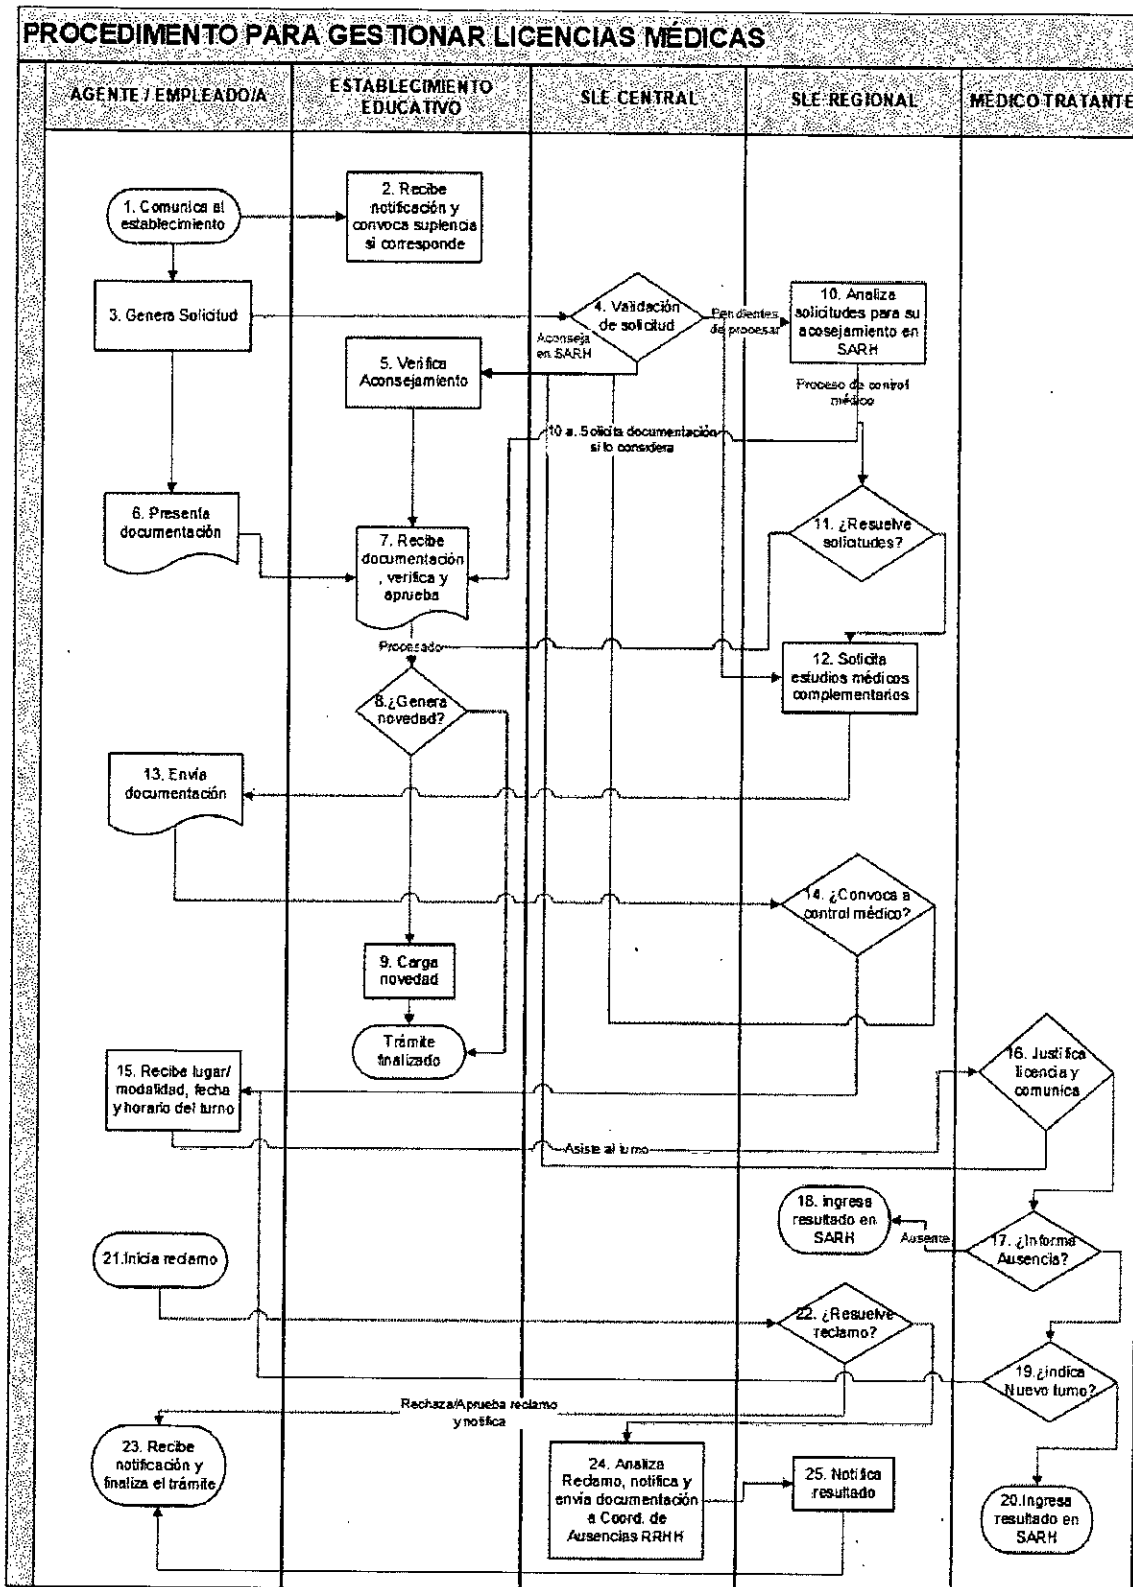 PROCEDIMENTO PARA GESTIONAR LICENCIAS MÉDICAS
AGENTE / EMPLEADO/A
ESTABLECIMIENTO
EDUCATIVO
SLE CENTRAL
SLE REGIONAL
MÉDICO TRATANTE
1. Comunica al
establecimiento
2. Recibe
notificación y
convoca suplencia
si corresponde
3. Genera Solicitud
4. Validación
de solicitud
Pendientes
de procesar
10. Analiza
solicitudes para su
acosejamiento en
SARH
Aconseja
en SARH
5. Verifica
Aconsejamiento
Proceso de control
médico
10 a. Solicita documentación
si lo considera
6. Presenta
documentación
7. Recibe
documentación
, verifica y
aprueba
11. ¿Resuelve
solicitudes?
Procesado
12. Solicita
estudios médicos
complementarios
8.¿Genera
novedad?
13. Envía
documentación
14. ¿Convoca a
control médico?
9. Carga
novedad
Trámite
finalizado
15. Recibe lugar/
modalidad, fecha
y horario del turno
16. Justifica
licencia y
comunica
Asiste al turno
18. Ingresa
resultado en
SARH
Ausente
17. ¿Informa
Ausencia?
21.Inicia reclamo
22. ¿Resuelve
reclamo?
19.¿Indica
Nuevo turno?
Rechaza/Aprueba reclamo
y notifica
23. Recibe
notificación y
finaliza el trámite
24. Analiza
Reclamo, notifica y
envía documentación
a Coord. de
Ausencias RRHH
25. Notifica
resultado
20.Ingresa
resultado en
SARH